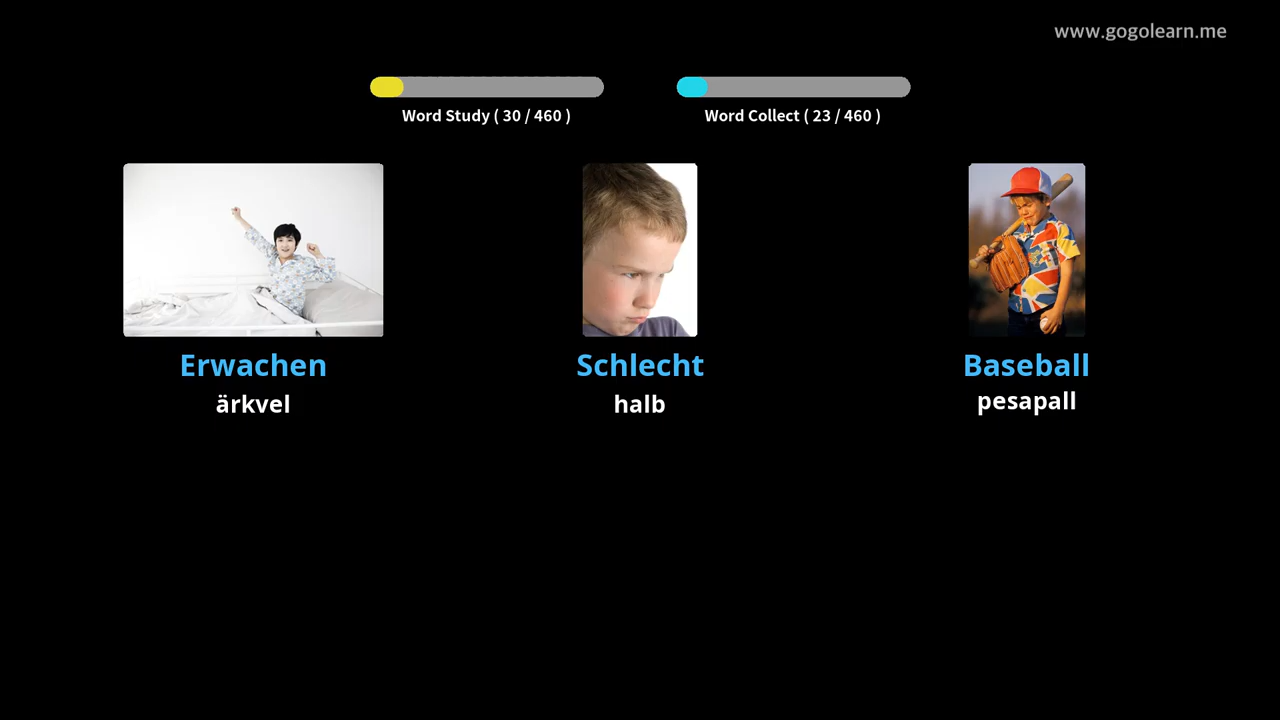 www.gogolearn.me
Word Study ( 30 / 460 )
Word Collect ( 23 / 460 )
Erwachen
ärkvel
Schlecht
halb
Baseball
pesapall